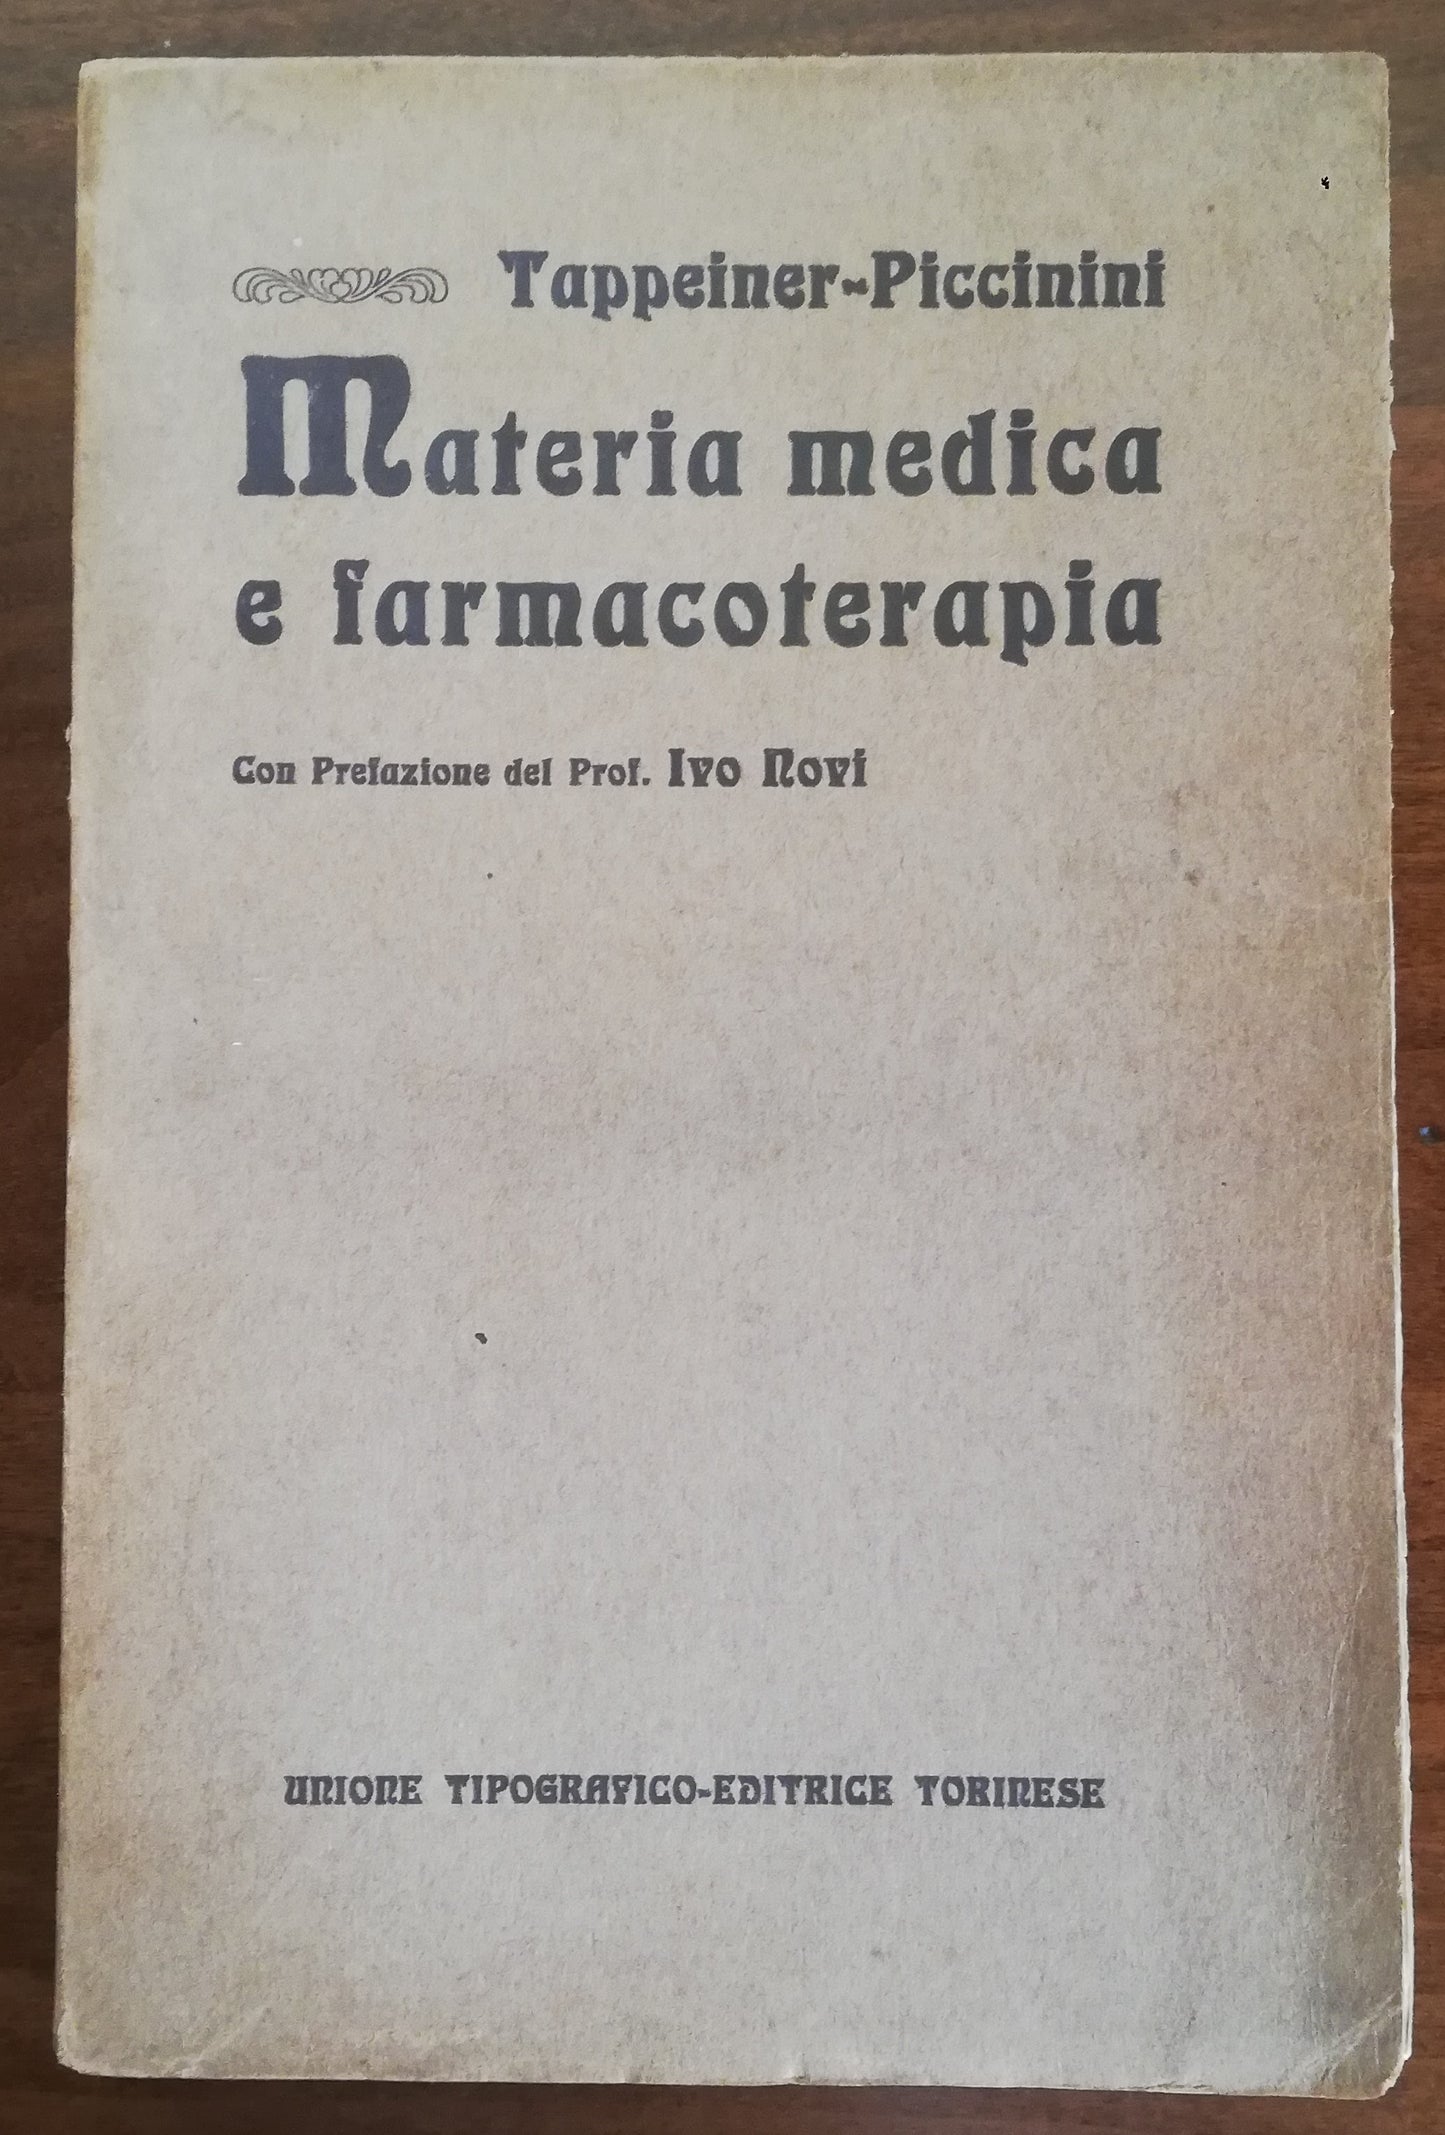 Tappeiner-Piccinini
Materia medica
e farmacoterapia
Con Prefazione del Prof. Ivo Novi
UNIONE TIPOGRAFICO-EDITRICE TORINESE